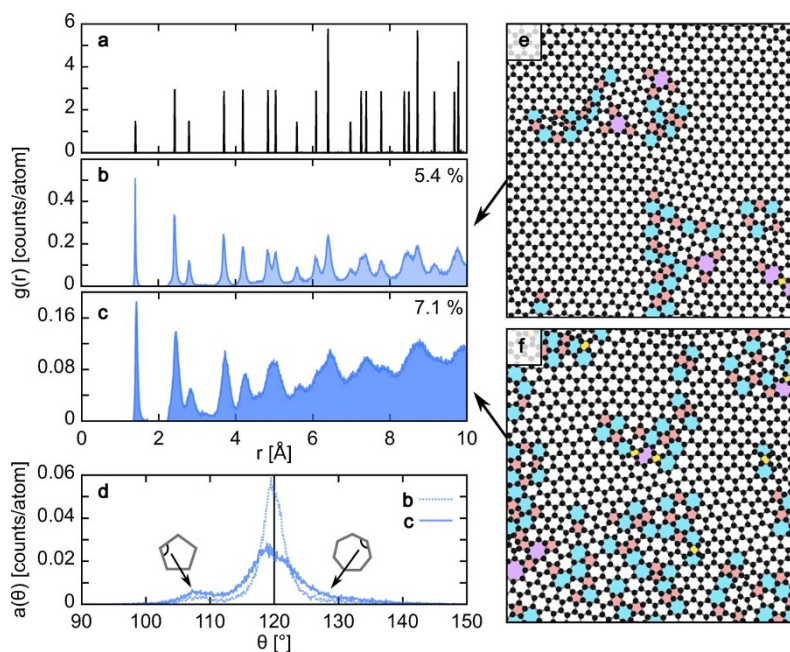 a
6
4
2
0
b
5.4 %
0.4
0.2
0
g(r) [counts/atom]
c
7.1 %
0.16
0.08
0
0 2 4 6 8 10
r [Å]
d
b
c
0.06
0.04
0.02
0
a(θ) [counts/atom]
90 100 110 120 130 140 150
θ [°]
e
f